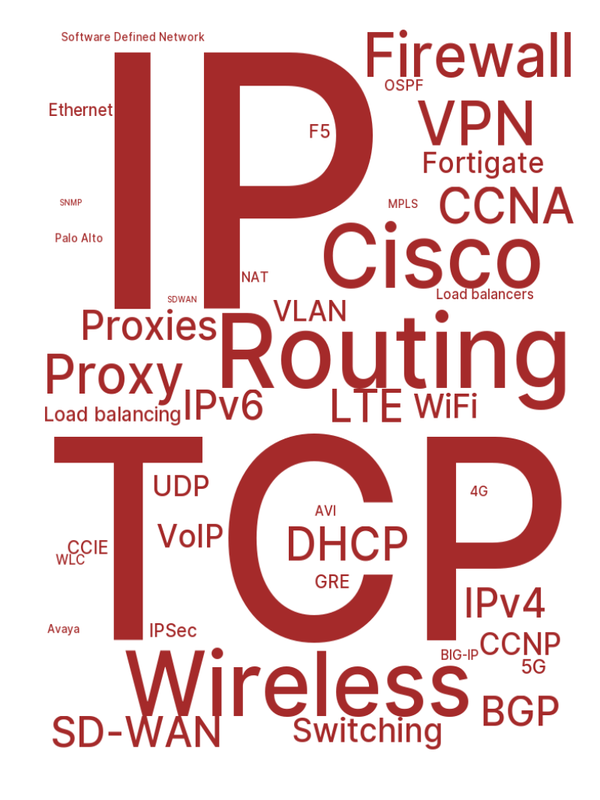 Software Defined Network
Firewall
IP
OSPF
Ethernet
VPN
F5
Fortigate
SNMP
MPLS
CCNA
Palo Alto
Cisco
NAT
Load balancers
SDWAN
VLAN
Proxies
Routing
Proxy
IPv6
LTE
WiFi
Load balancing
TCP
UDP
4G
AVI
VoIP
DHCP
CCIE
WLC
GRE
IPv4
Avaya
IPSec
CCNP
BIG-IP
5G
Wireless
BGP
SD-WAN
Switching